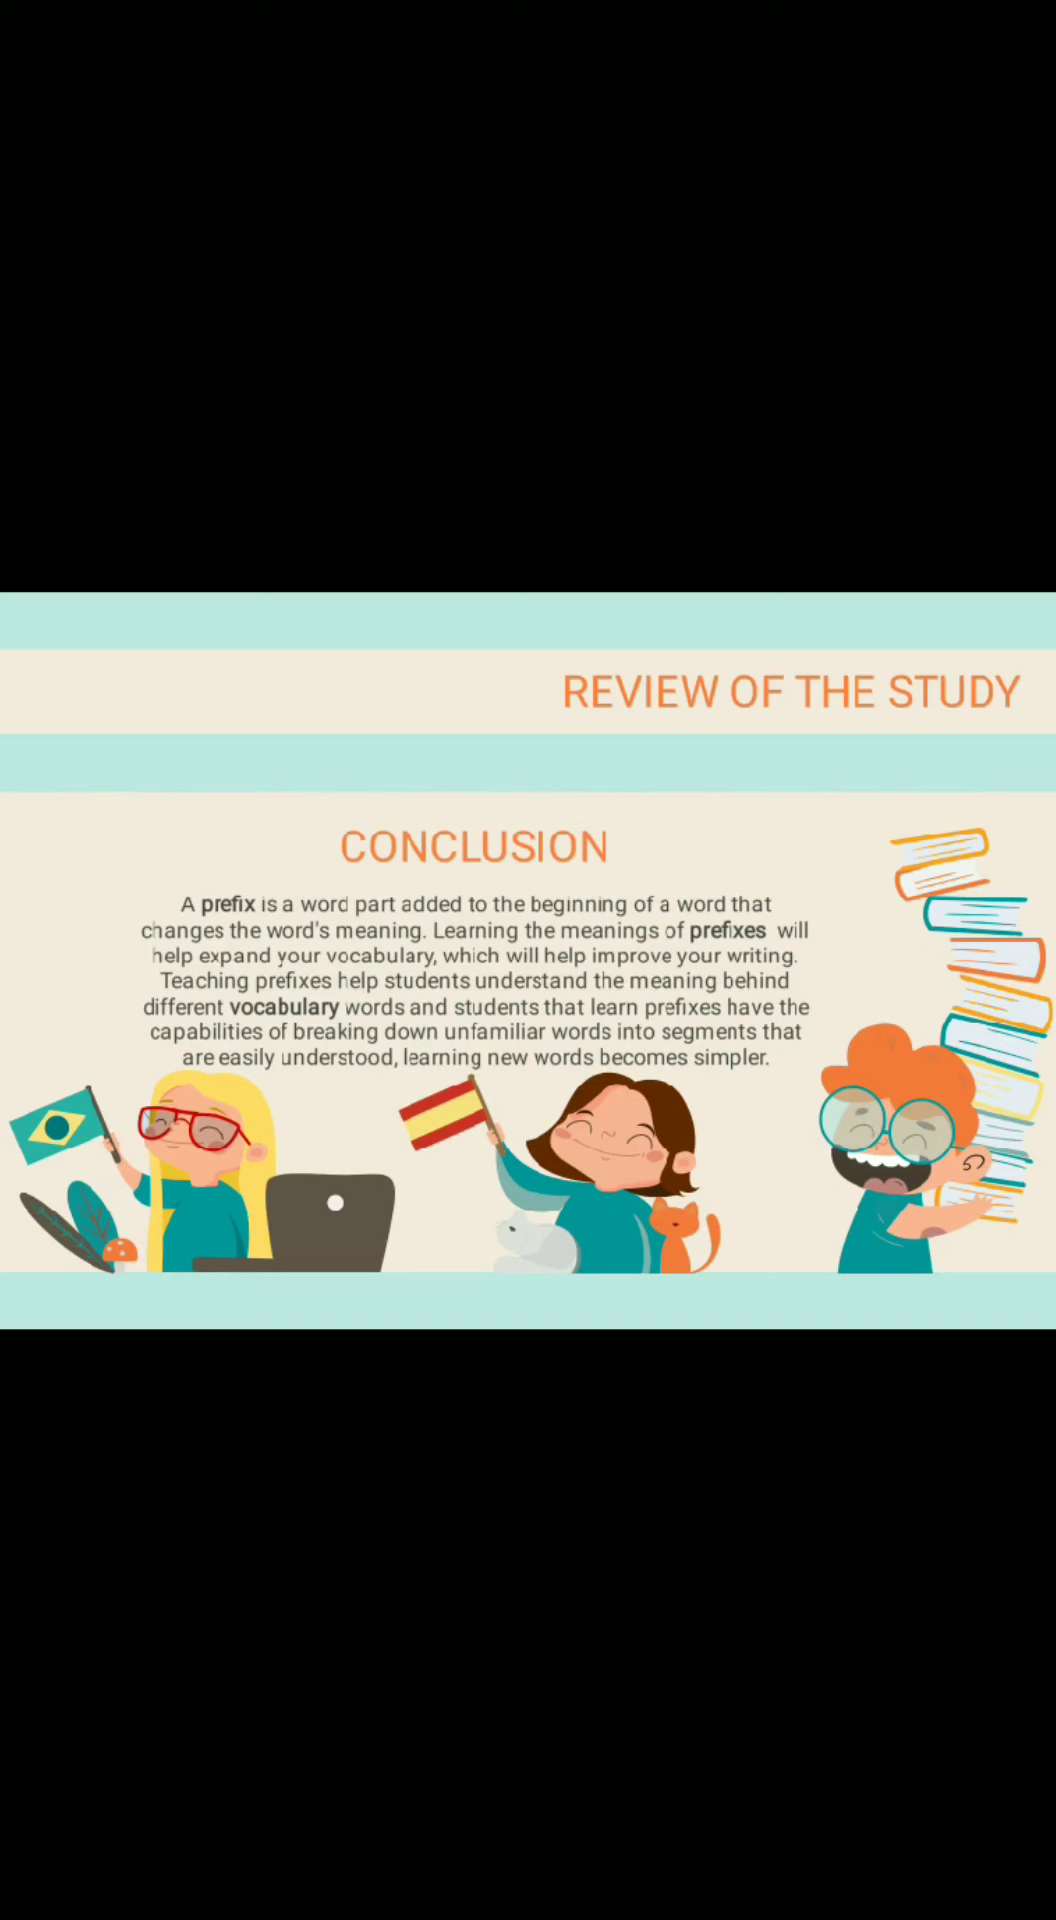 REVIEW OF THE STUDY
CONCLUSION
A prefix is a word part added to the beginning of a word that
changes the word's meaning. Learning the meanings of prefixes will
help expand your vocabulary, which will help improve your writing.
Teaching prefixes help students understand the meaning behind
different vocabulary words and students that learn prefixes have the
capabilities of breaking down unfamiliar words into segments that
are easily understood, learning new words becomes simpler.